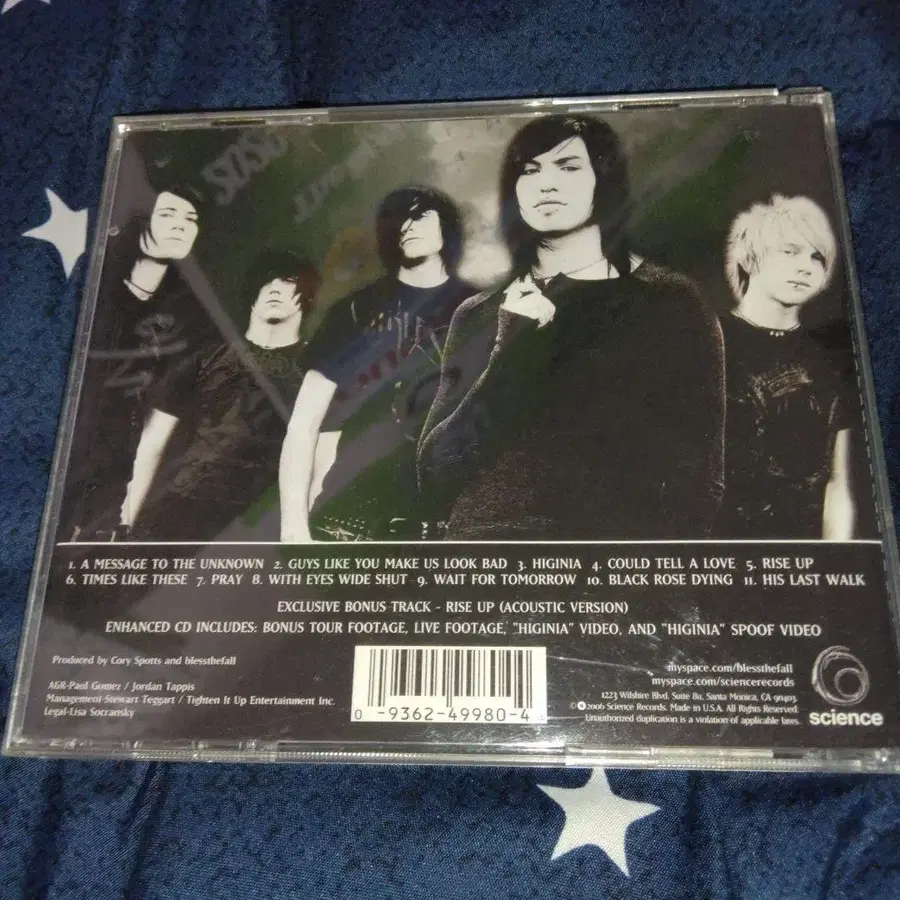 1. A MESSAGE TO THE UNKNOWN 2. GUYS LIKE YOU MAKE US LOOK BAD 3. HIGINIA 4. COULD TELL A LOVE 5. RISE UP
6. TIMES LIKE THESE 7. PRAY 8. WITH EYES WIDE SHUT 9. WAIT FOR TOMORROW 10. BLACK ROSE DYING 11. HIS LAST WALK
EXCLUSIVE BONUS TRACK - RISE UP (ACOUSTIC VERSION)
ENHANCED CD INCLUDES: BONUS TOUR FOOTAGE, LIVE FOOTAGE, "HIGINIA" VIDEO, AND "HIGINIA" SPOOF VIDEO
Produced by Cory Spotts and blessthefall
A&R-Paul Gomez / Jordan Tappis
Management-Stewart Teggart / Tighten It Up Entertainment Inc.
Legal-Lisa Socransky
0 -9362-49980-4
myspace.com/blessthefall
myspace.com/sciencerecords
1223 Wilshire Blvd. Suite 811, Santa Monica, CA 90403
© ℗ 2006 Science Records. Made in U.S.A. All Rights Reserved.
Unauthorized duplication is a violation of applicable laws.
science